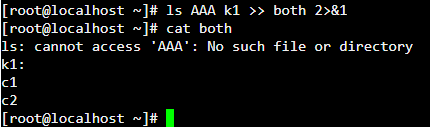 [root@localhost ~]# ls AAA k1 >> both 2>&1
[root@localhost ~]# cat both
ls: cannot access 'AAA': No such file or directory
k1:
c1
c2
[root@localhost ~]#